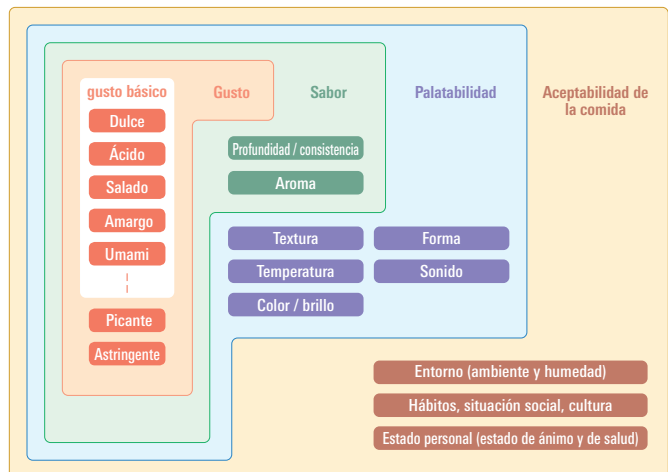 gusto básico
Gusto
Sabor
Palatabilidad
Aceptabilidad de
la comida
Dulce
Ácido
Salado
Amargo
Umami
Picante
Astringente
Profundidad / consistencia
Aroma
Textura
Forma
Temperatura
Sonido
Color / brillo
Entorno (ambiente y humedad)
Hábitos, situación social, cultura
Estado personal (estado de ánimo y de salud)